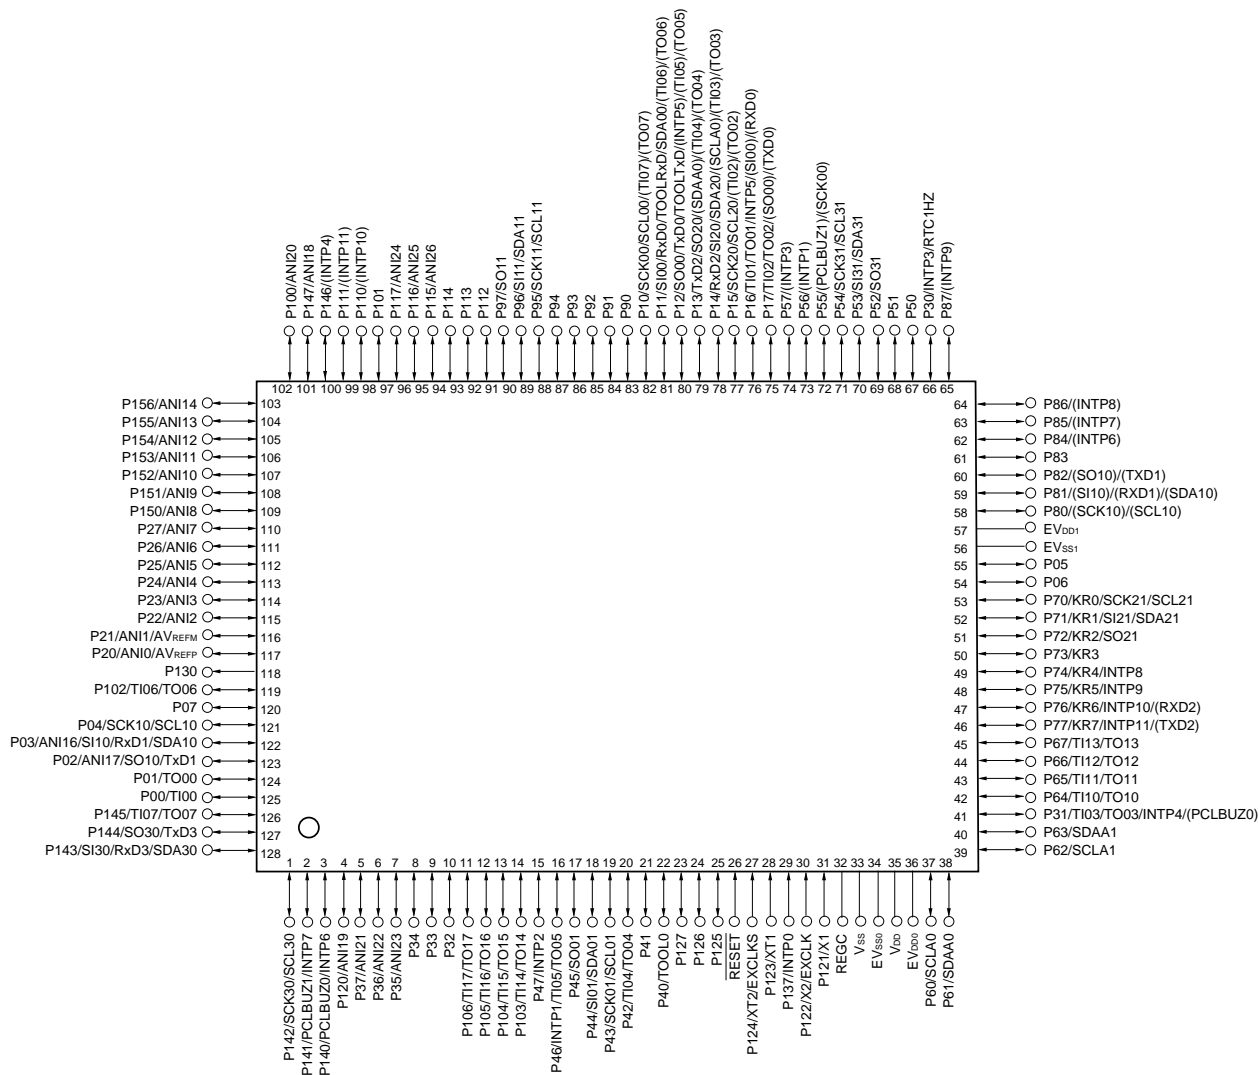 P100/ANI20
P147/ANI18
P146/(INTP4)
P111/(INTP11)
P110/(INTP10)
P101
P117/ANI24
P116/ANI25
P115/ANI26
P114
P113
P112
P97/SO11
P96/SI11/SDA11
P95/SCK11/SCL11
P94
P93
P92
P91
P90
P10/SCK00/SCL00/(TI07)/(TO07)
P11/SI00/RxD0/TOOLRxD/SDA00/(TI06)/(TO06)
P12/SO00/TxD0/TOOLTxD/(INTP5)/(TI05)/(TO05)
P13/TxD2/SO20/(SDAA0)/(TI04)/(TO04)
P14/RxD2/SI20/SDA20/(SCLA0)/(TI03)/(TO03)
P15/SCK20/SCL20/(TI02)/(TO02)
P16/TI01/TO01/INTP5/(SI00)/(RXD0)
P17/TI02/TO02/(SO00)/(TXD0)
P57/(INTP3)
P56/(INTP1)
P55/(PCLBUZ1)/(SCK00)
P54/SCK31/SCL31
P53/SI31/SDA31
P52/SO31
P51
P50
P30/INTP3/RTC1HZ
P87/(INTP9)
102 101 100 99 98 97 96 95 94 93 92 91 90 89 88 87 86 85 84 83 82 81 80 79 78 77 76 75 74 73 72 71 70 69 68 67 66 65
P156/ANI14 103
P155/ANI13 104
P154/ANI12 105
P153/ANI11 106
P152/ANI10 107
P151/ANI9 108
P150/ANI8 109
P27/ANI7 110
P26/ANI6 111
P25/ANI5 112
P24/ANI4 113
P23/ANI3 114
P22/ANI2 115
P21/ANI1/AVREFM 116
P20/ANI0/AVREFP 117
P130 118
P102/TI06/TO06 119
P07 120
P04/SCK10/SCL10 121
P03/ANI16/SI10/RxD1/SDA10 122
P02/ANI17/SO10/TxD1 123
P01/TO00 124
P00/TI00 125
P145/TI07/TO07 126
P144/SO30/TxD3 127
P143/SI30/RxD3/SDA30 128
64 P86/(INTP8)
63 P85/(INTP7)
62 P84/(INTP6)
61 P83
60 P82/(SO10)/(TXD1)
59 P81/(SI10)/(RXD1)/(SDA10)
58 P80/(SCK10)/(SCL10)
57 EVDD1
56 EVSS1
55 P05
54 P06
53 P70/KR0/SCK21/SCL21
52 P71/KR1/SI21/SDA21
51 P72/KR2/SO21
50 P73/KR3
49 P74/KR4/INTP8
48 P75/KR5/INTP9
47 P76/KR6/INTP10/(RXD2)
46 P77/KR7/INTP11/(TXD2)
45 P67/TI13/TO13
44 P66/TI12/TO12
43 P65/TI11/TO11
42 P64/TI10/TO10
41 P31/TI03/TO03/INTP4/(PCLBUZ0)
40 P63/SDAA1
39 P62/SCLA1
1 2 3 4 5 6 7 8 9 10 11 12 13 14 15 16 17 18 19 20 21 22 23 24 25 26 27 28 29 30 31 32 33 34 35 36 37 38
P142/SCK30/SCL30
P141/PCLBUZ1/INTP7
P140/PCLBUZ0/INTP6
P120/ANI19
P37/ANI21
P36/ANI22
P35/ANI23
P34
P33
P32
P106/TI17/TO17
P105/TI16/TO16
P104/TI15/TO15
P103/TI14/TO14
P47/INTP2
P46/INTP1/TI05/TO05
P45/SO01
P44/SI01/SDA01
P43/SCK01/SCL01
P42/TI04/TO04
P41
P40/TOOL0
P127
P126
P125
RESET
P124/XT2/EXCLKS
P123/XT1
P137/INTP0
P122/X2/EXCLK
P121/X1
REGC
VSS
EVSS0
VDD
EVDD0
P60/SCLA0
P61/SDAA0